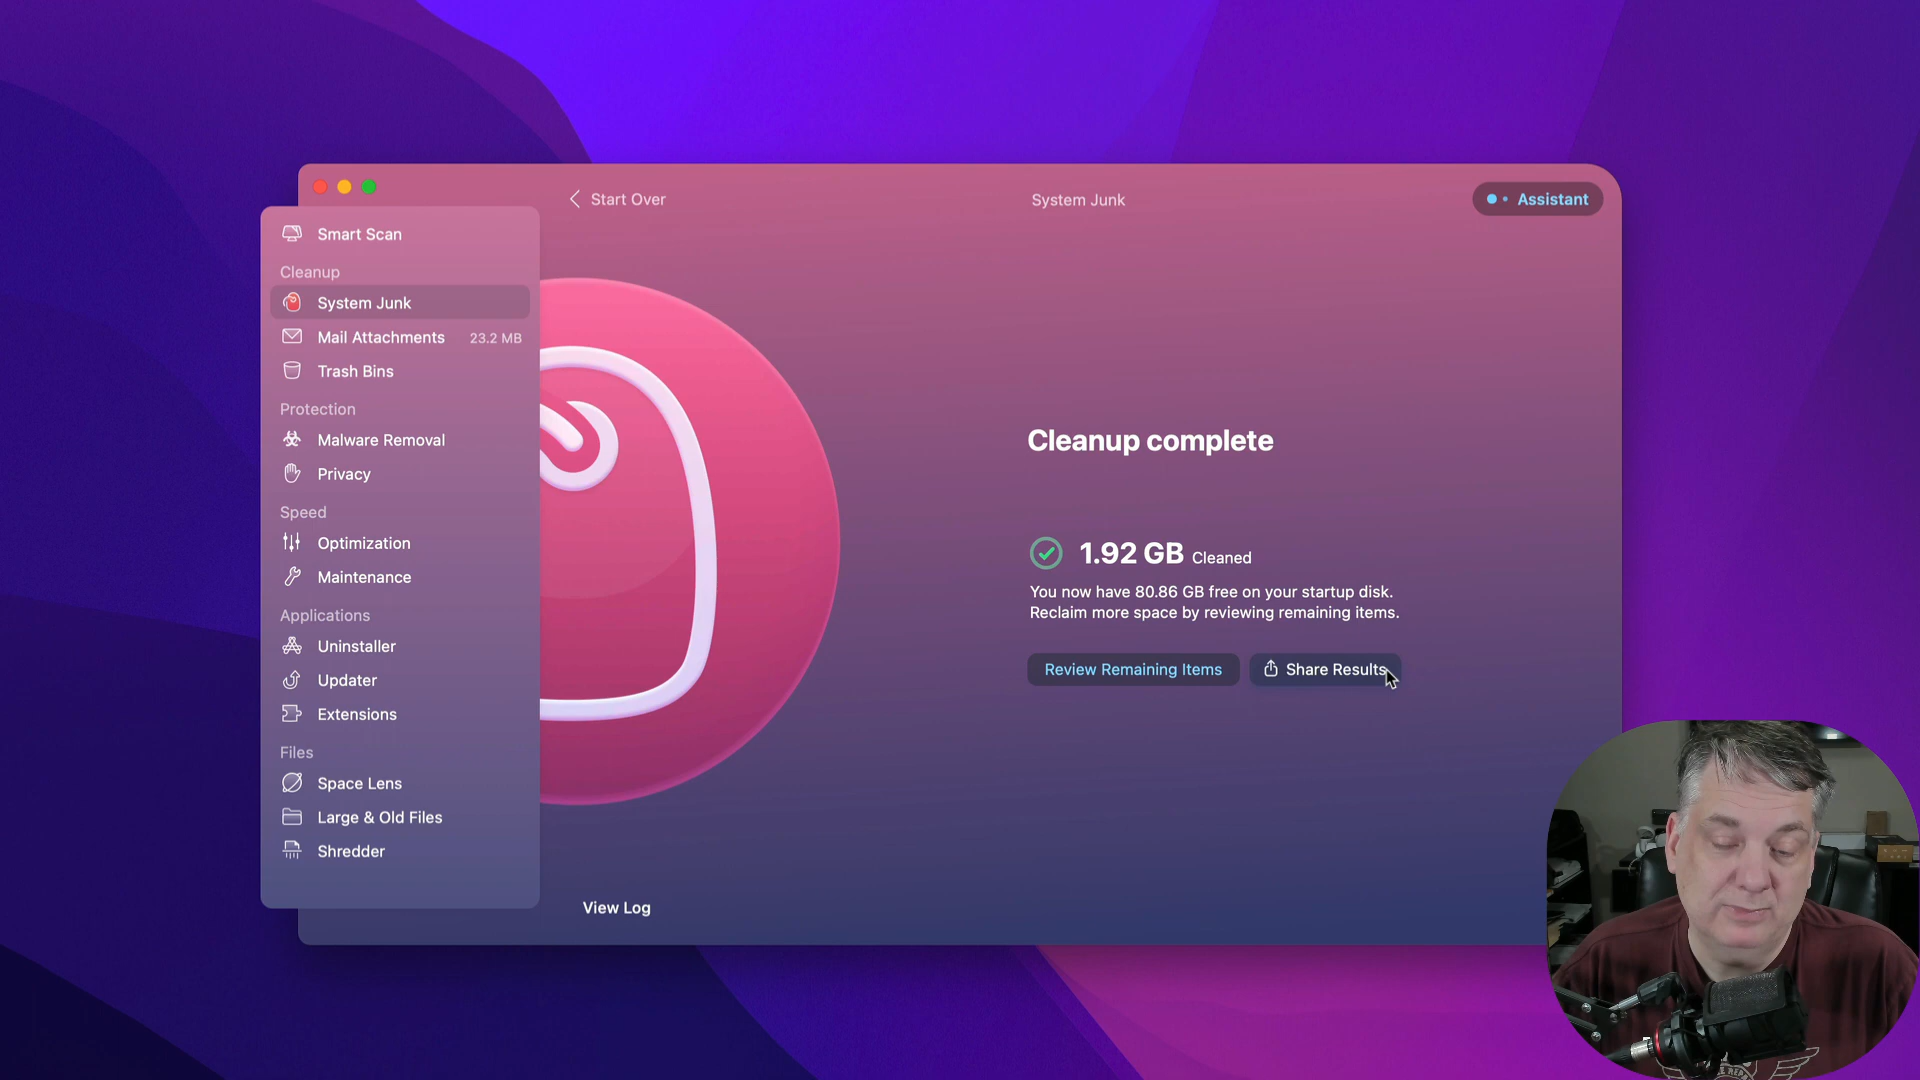 Start Over
System Junk
Assistant
Smart Scan
Cleanup
System Junk
Mail Attachments 23.2 MB
Trash Bins
Protection
Malware Removal
Privacy
Speed
Optimization
Maintenance
Applications
Uninstaller
Updater
Extensions
Files
Space Lens
Large & Old Files
Shredder
Cleanup complete
1.92 GB Cleaned
You now have 80.86 GB free on your startup disk.
Reclaim more space by reviewing remaining items.
Review Remaining Items
Share Results
View Log